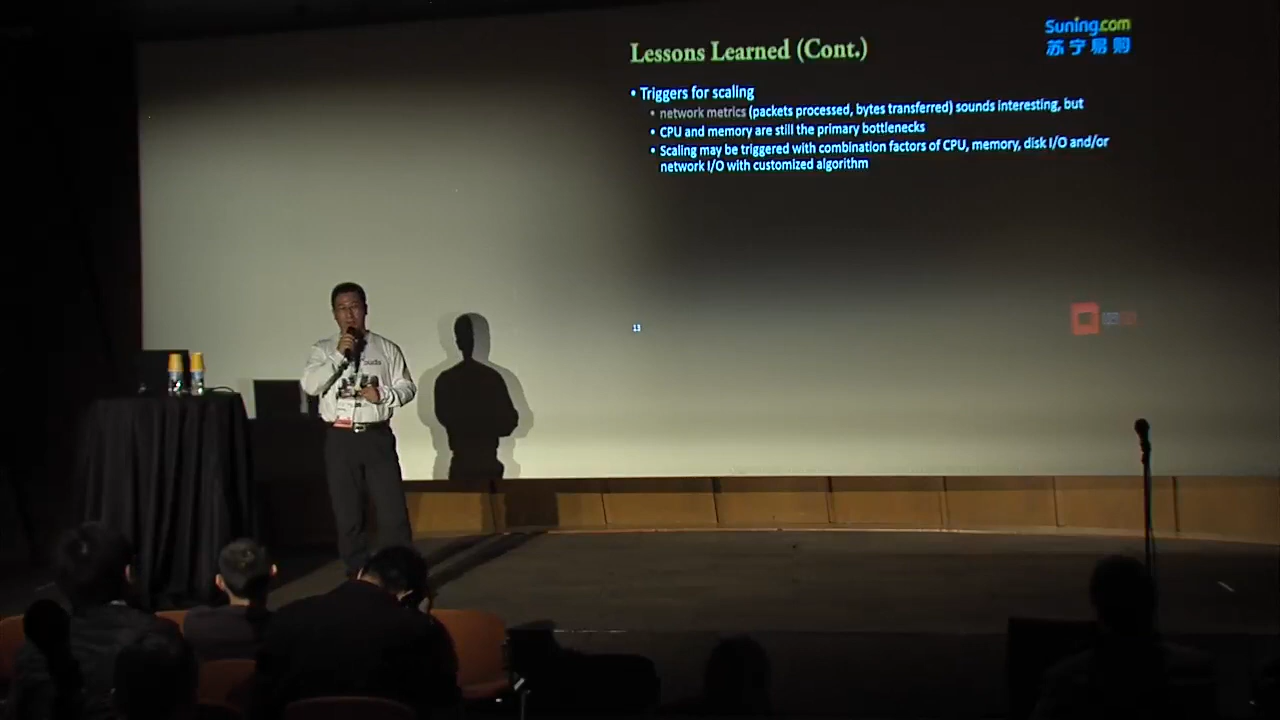 Suning.com
苏宁易购
Lessons Learned (Cont.)
• Triggers for scaling
• network metrics (packets processed, bytes transferred) sounds interesting, but
• CPU and memory are still the primary bottlenecks
• Scaling may be triggered with combination factors of CPU, memory, disk I/O and/or
network I/O with customized algorithm
13